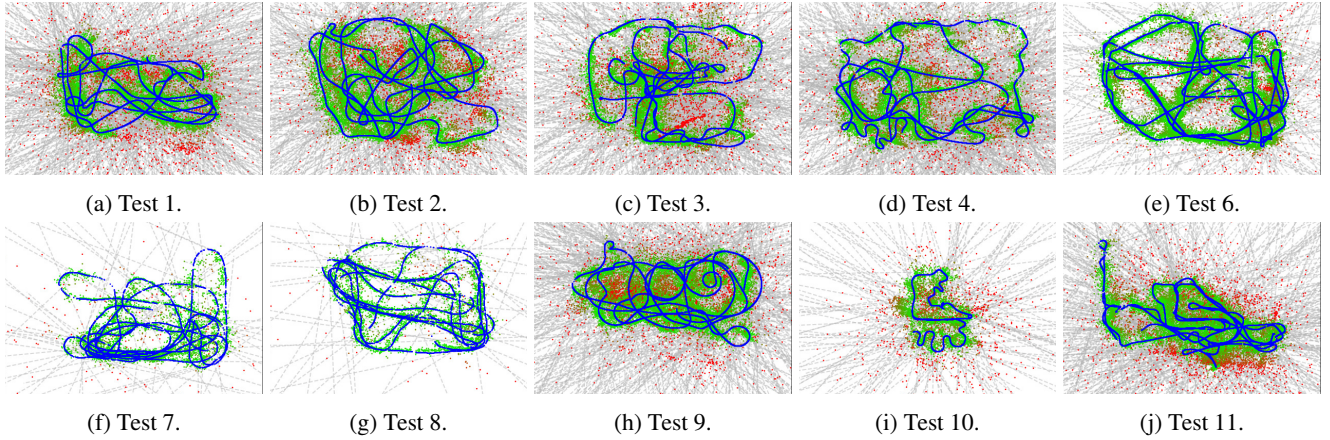 (a) Test 1. (b) Test 2. (c) Test 3. (d) Test 4. (e) Test 6.
(f) Test 7. (g) Test 8. (h) Test 9. (i) Test 10. (j) Test 11.